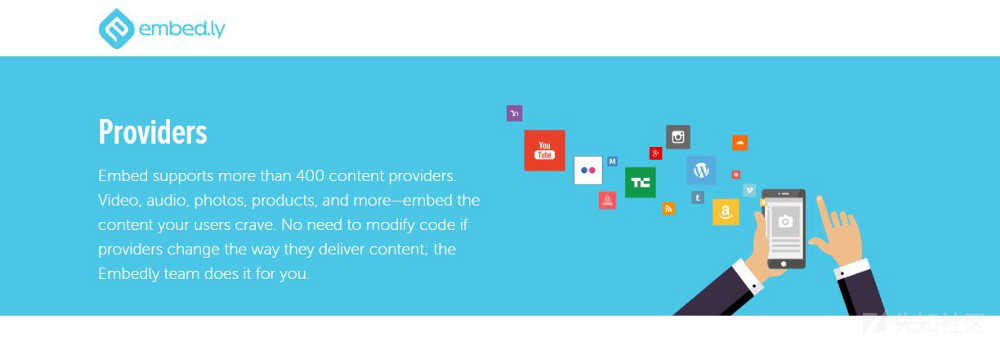 embed.ly
Providers
Embed supports more than 400 content providers.
Video, audio, photos, products, and more—embed the
content your users crave. No need to modify code if
providers change the way they deliver content; the
Embedly team does it for you.
You
Tube
M
TC
g+
t
v
a
先知社区